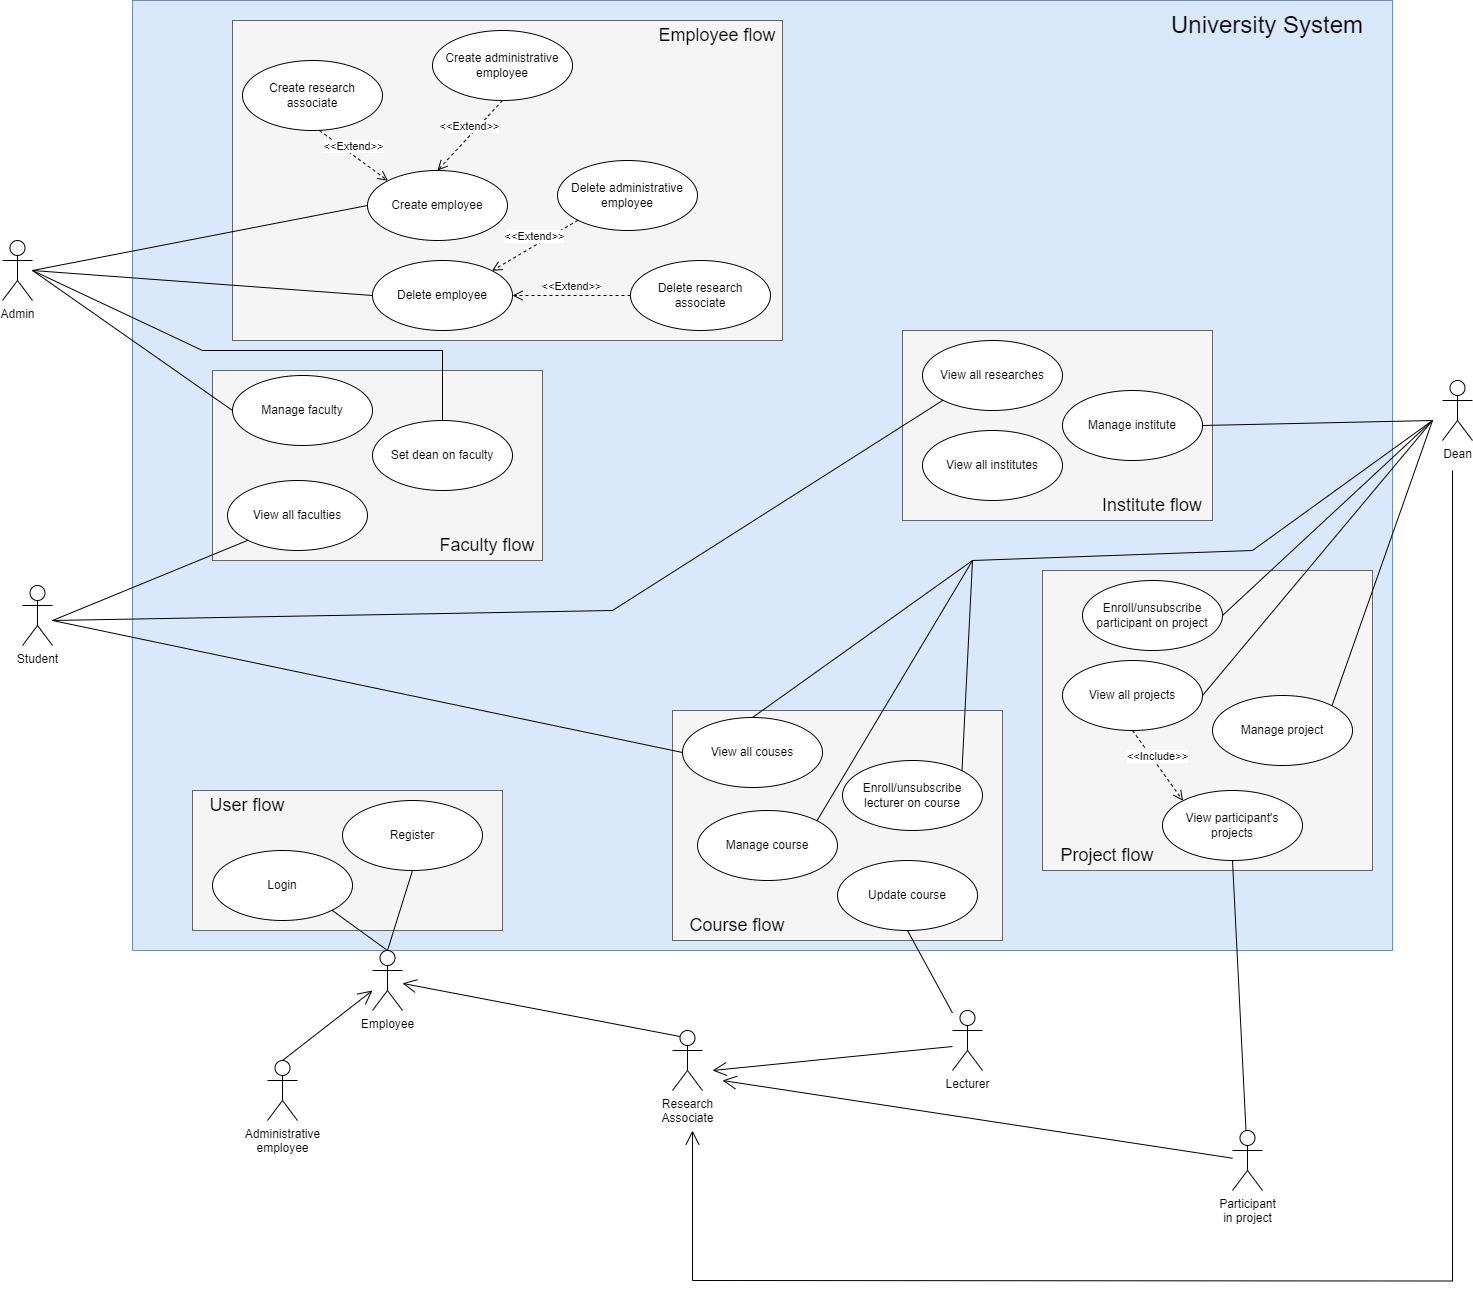 University System
Employee flow
Create administrative
employee
Create research
associate
<<Extend>>
<<Extend>>
Create employee
Delete administrative
employee
<<Extend>>
Delete employee
<<Extend>>
Delete research
associate
Admin
Manage faculty
Set dean on faculty
View all faculties
Faculty flow
View all researches
Manage institute
View all institutes
Institute flow
Dean
Student
Enroll/unsubscribe
participant on project
View all projects
Manage project
<<Include>>
View participant's
projects
Project flow
View all couses
Enroll/unsubscribe
lecturer on course
Manage course
Update course
Course flow
User flow
Register
Login
Employee
Administrative
employee
Research
Associate
Lecturer
Participant
in project